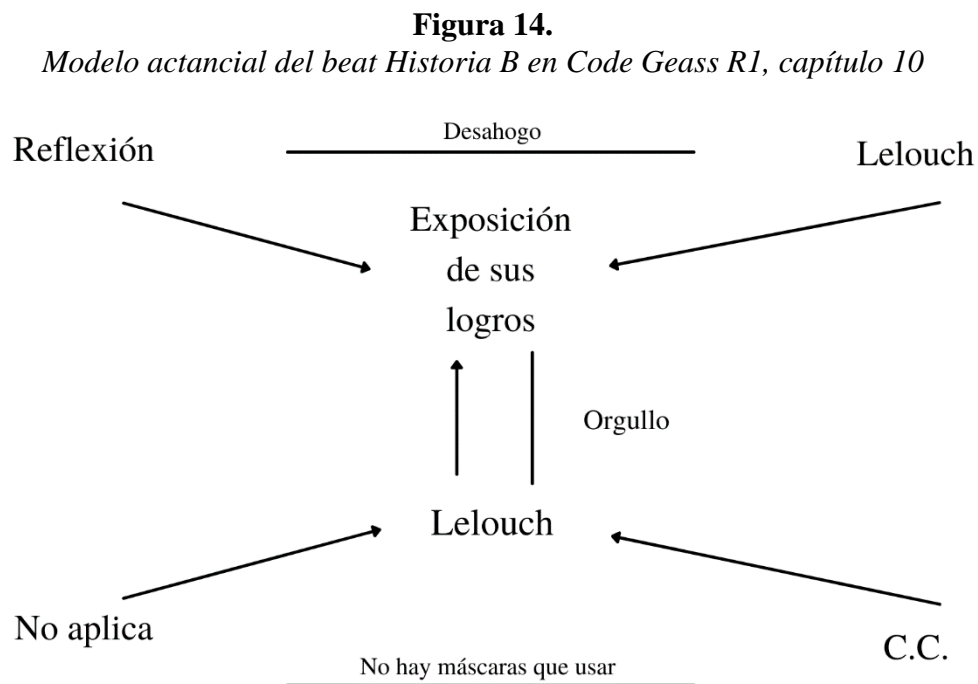 Figura 14.
Modelo actancial del beat Historia B en Code Geass R1, capítulo 10
Desahogo
Reflexión
Lelouch
Exposición
de sus
logros
Orgullo
Lelouch
No aplica
C.C.
No hay máscaras que usar